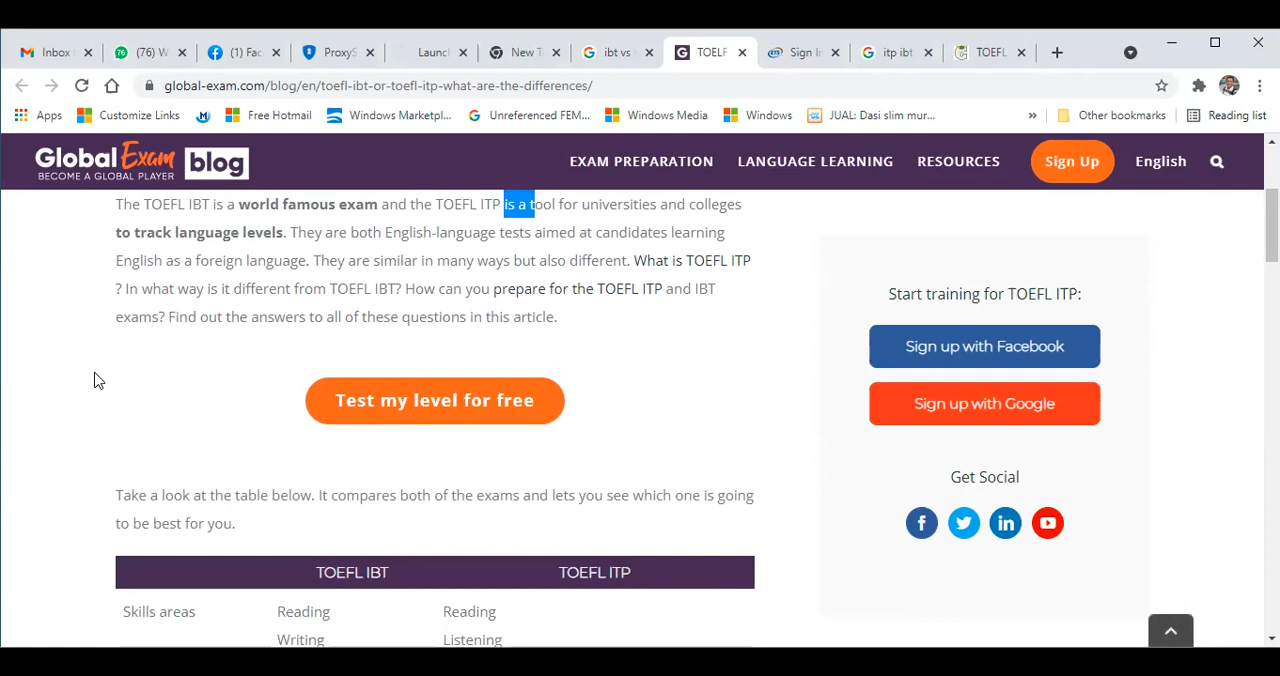 Inbox
(76) W
(1) Fac
ProxyS
Launc
New T
ibt vs
TOELF
Sign In
itp ibt
TOEFL
global-exam.com/blog/en/toefl-ibt-or-toefl-itp-what-are-the-differences/
Apps
Customize Links
Free Hotmail
Windows Marketpl...
Unreferenced FEM...
Windows Media
Windows
JUAL: Dasi slim mur...
»
Other bookmarks
Reading list
Global Exam blog
BECOME A GLOBAL PLAYER
EXAM PREPARATION
LANGUAGE LEARNING
RESOURCES
Sign Up
English
The TOEFL IBT is a world famous exam and the TOEFL ITP is a tool for universities and colleges
to track language levels. They are both English-language tests aimed at candidates learning
English as a foreign language. They are similar in many ways but also different. What is TOEFL ITP
? In what way is it different from TOEFL IBT? How can you prepare for the TOEFL ITP and IBT
exams? Find out the answers to all of these questions in this article.
Test my level for free
Take a look at the table below. It compares both of the exams and lets you see which one is going
to be best for you.
TOEFL IBT TOEFL ITP
Skills areas Reading Reading
Writing Listening
Start training for TOEFL ITP:
Sign up with Facebook
Sign up with Google
Get Social